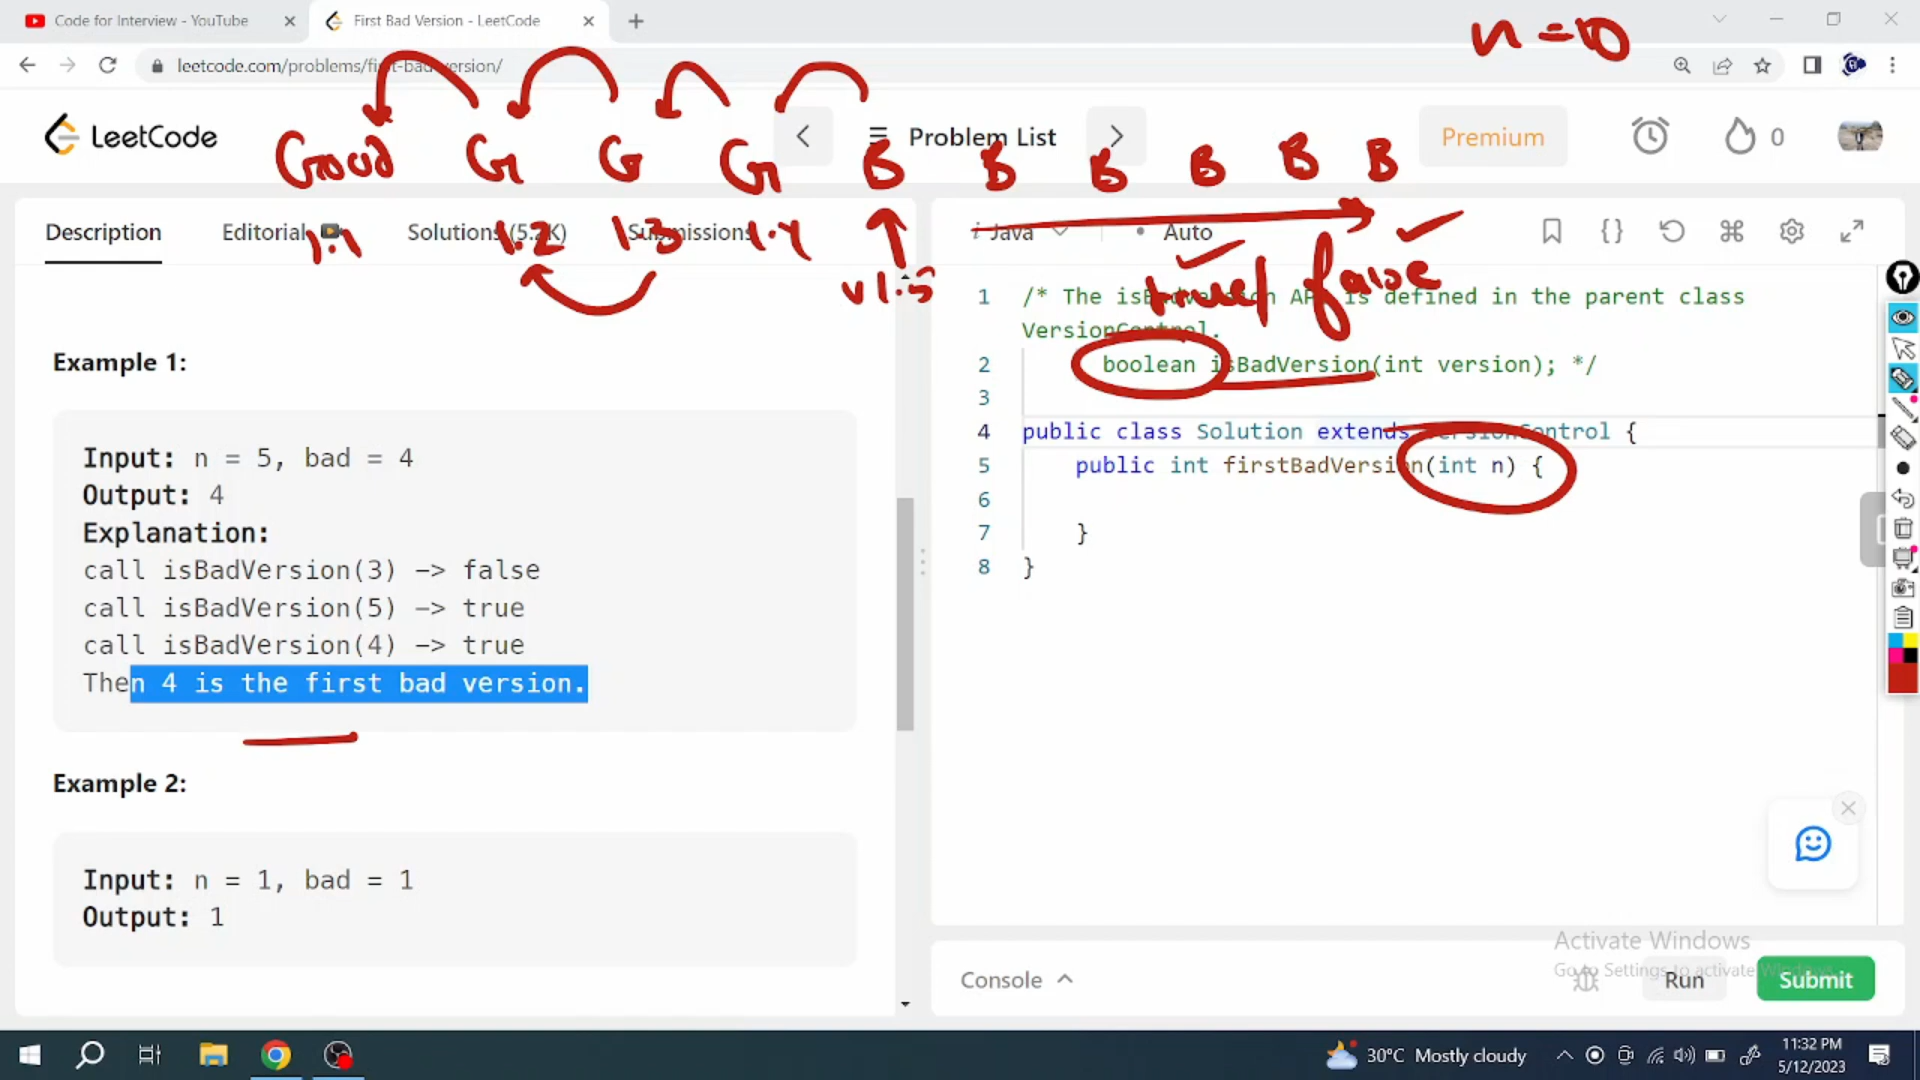 Code for Interview - YouTube
First Bad Version - LeetCode
n = 10
leetcode.com/problems/first-bad-version/
LeetCode
Problem List
Premium
0
Good G G G B B B B B B
1.1 1.2 1.3 1.4 v1.5
Description
Editorial
Solutions (5.2K)
Submissions
i Java
Auto
true/false
Example 1:
Input: n = 5, bad = 4
Output: 4
Explanation:
call isBadVersion(3) -> false
call isBadVersion(5) -> true
call isBadVersion(4) -> true
Then 4 is the first bad version.
Example 2:
Input: n = 1, bad = 1
Output: 1
1 /* The isBadVersion API is defined in the parent class
VersionControl.
2 boolean isBadVersion(int version); */
3
4 public class Solution extends VersionControl {
5 public int firstBadVersion(int n) {
6
7 }
8 }
Activate Windows
Go to Settings to activate Windows.
Console
Run
Submit
30°C Mostly cloudy
11:32 PM
5/12/2023